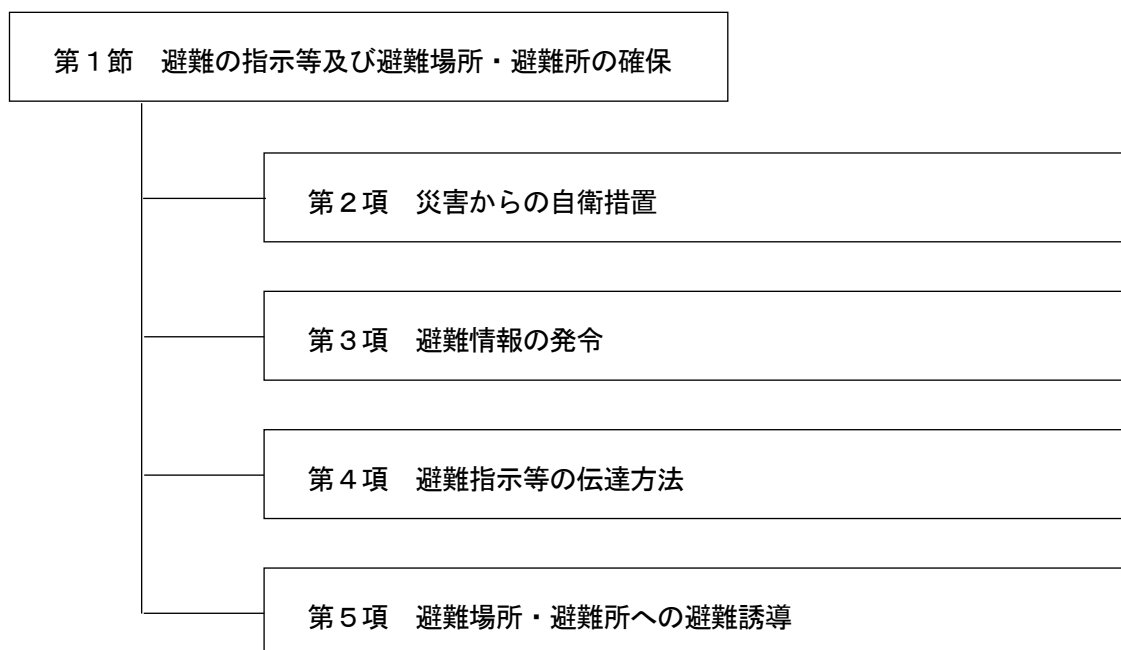 第１節　避難の指示等及び避難場所・避難所の確保
第２項　災害からの自衛措置
第３項　避難情報の発令
第４項　避難指示等の伝達方法
第５項　避難場所・避難所への避難誘導